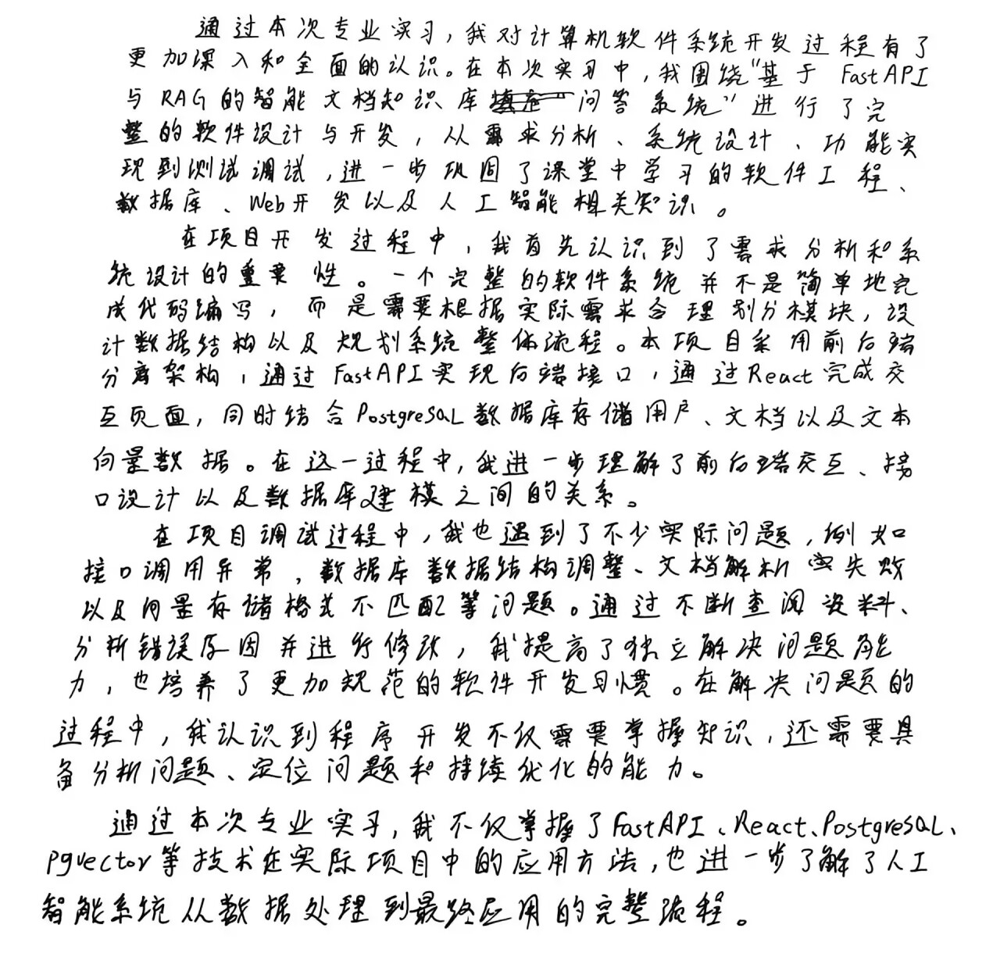 通过本次专业实习，我对计算机软件系统开发过程有了
更加深入和全面的认识。在本次实习中，我围绕“基于 FastAPI
与 RAG 的智能文档知识库问答系统”进行了完
整的软件设计与开发，从需求分析、系统设计、功能实
现到测试调试，进一步巩固了课堂中学习的软件工程、
数据库、Web开发以及人工智能相关知识。
在项目开发过程中，我首先认识到了需求分析和系
统设计的重要性。一个完整的软件系统并不是简单地完
成代码编写，而是需要根据实际需求合理划分模块，设
计数据结构以及规划系统整体流程。本项目采用前后端
分离架构，通过 FastAPI 实现后端接口，通过React完成交
互页面，同时结合PostgreSQL数据库存储用户、文档以及文本
向量数据。在这一过程中，我进一步理解了前后端交互、接
口设计以及数据库建模之间的关系。
在项目调试过程中，我也遇到了不少实际问题，例如
接口调用异常，数据库数据结构调整、文档解析失败
以及向量存储格式不匹配等问题。通过不断查阅资料、
分析错误原因并进行修改，我提高了独立解决问题能
力，也培养了更加规范的软件开发习惯。在解决问题的
过程中，我认识到程序开发不仅需要掌握知识，还需要具
备分析问题、定位问题和持续优化的能力。
通过本次专业实习，我不仅掌握了FastAPI、React、PostgreSQL、
pgvector等技术在实际项目中的应用方法，也进一步了解了人工
智能系统从数据处理到最终应用的完整流程。